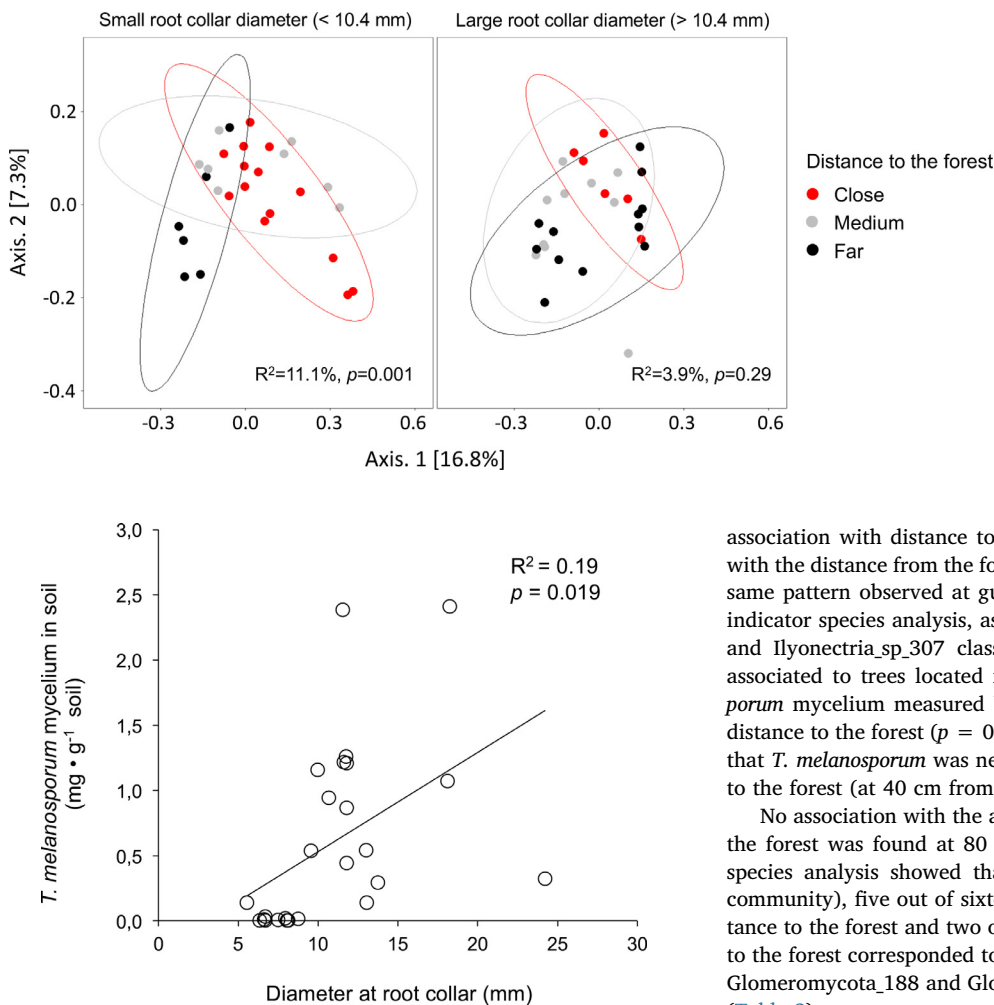 Small root collar diameter (< 10.4 mm)
Large root collar diameter (> 10.4 mm)
Axis. 2 [7.3%]
0.2
0.0
-0.2
-0.4
R²=11.1%, p=0.001
R²=3.9%, p=0.29
-0.3 0.0 0.3 0.6
-0.3 0.0 0.3 0.6
Axis. 1 [16.8%]
Distance to the forest
Close
Medium
Far
T. melanosporum mycelium in soil
(mg • g⁻¹ soil)
3,0
2,5
2,0
1,5
1,0
0,5
0,0
R² = 0.19
p = 0.019
0 5 10 15 20 25 30
Diameter at root collar (mm)
association with distance to
with the distance from the fo
same pattern observed at gu
indicator species analysis, as
and Ilyonectria_sp_307 clas
associated to trees located
porum mycelium measured
distance to the forest (p = 0
that T. melanosporum was ne
to the forest (at 40 cm from
No association with the a
the forest was found at 80
species analysis showed tha
community), five out of sixt
tance to the forest and two o
to the forest corresponded to
Glomeromycota_188 and Glo